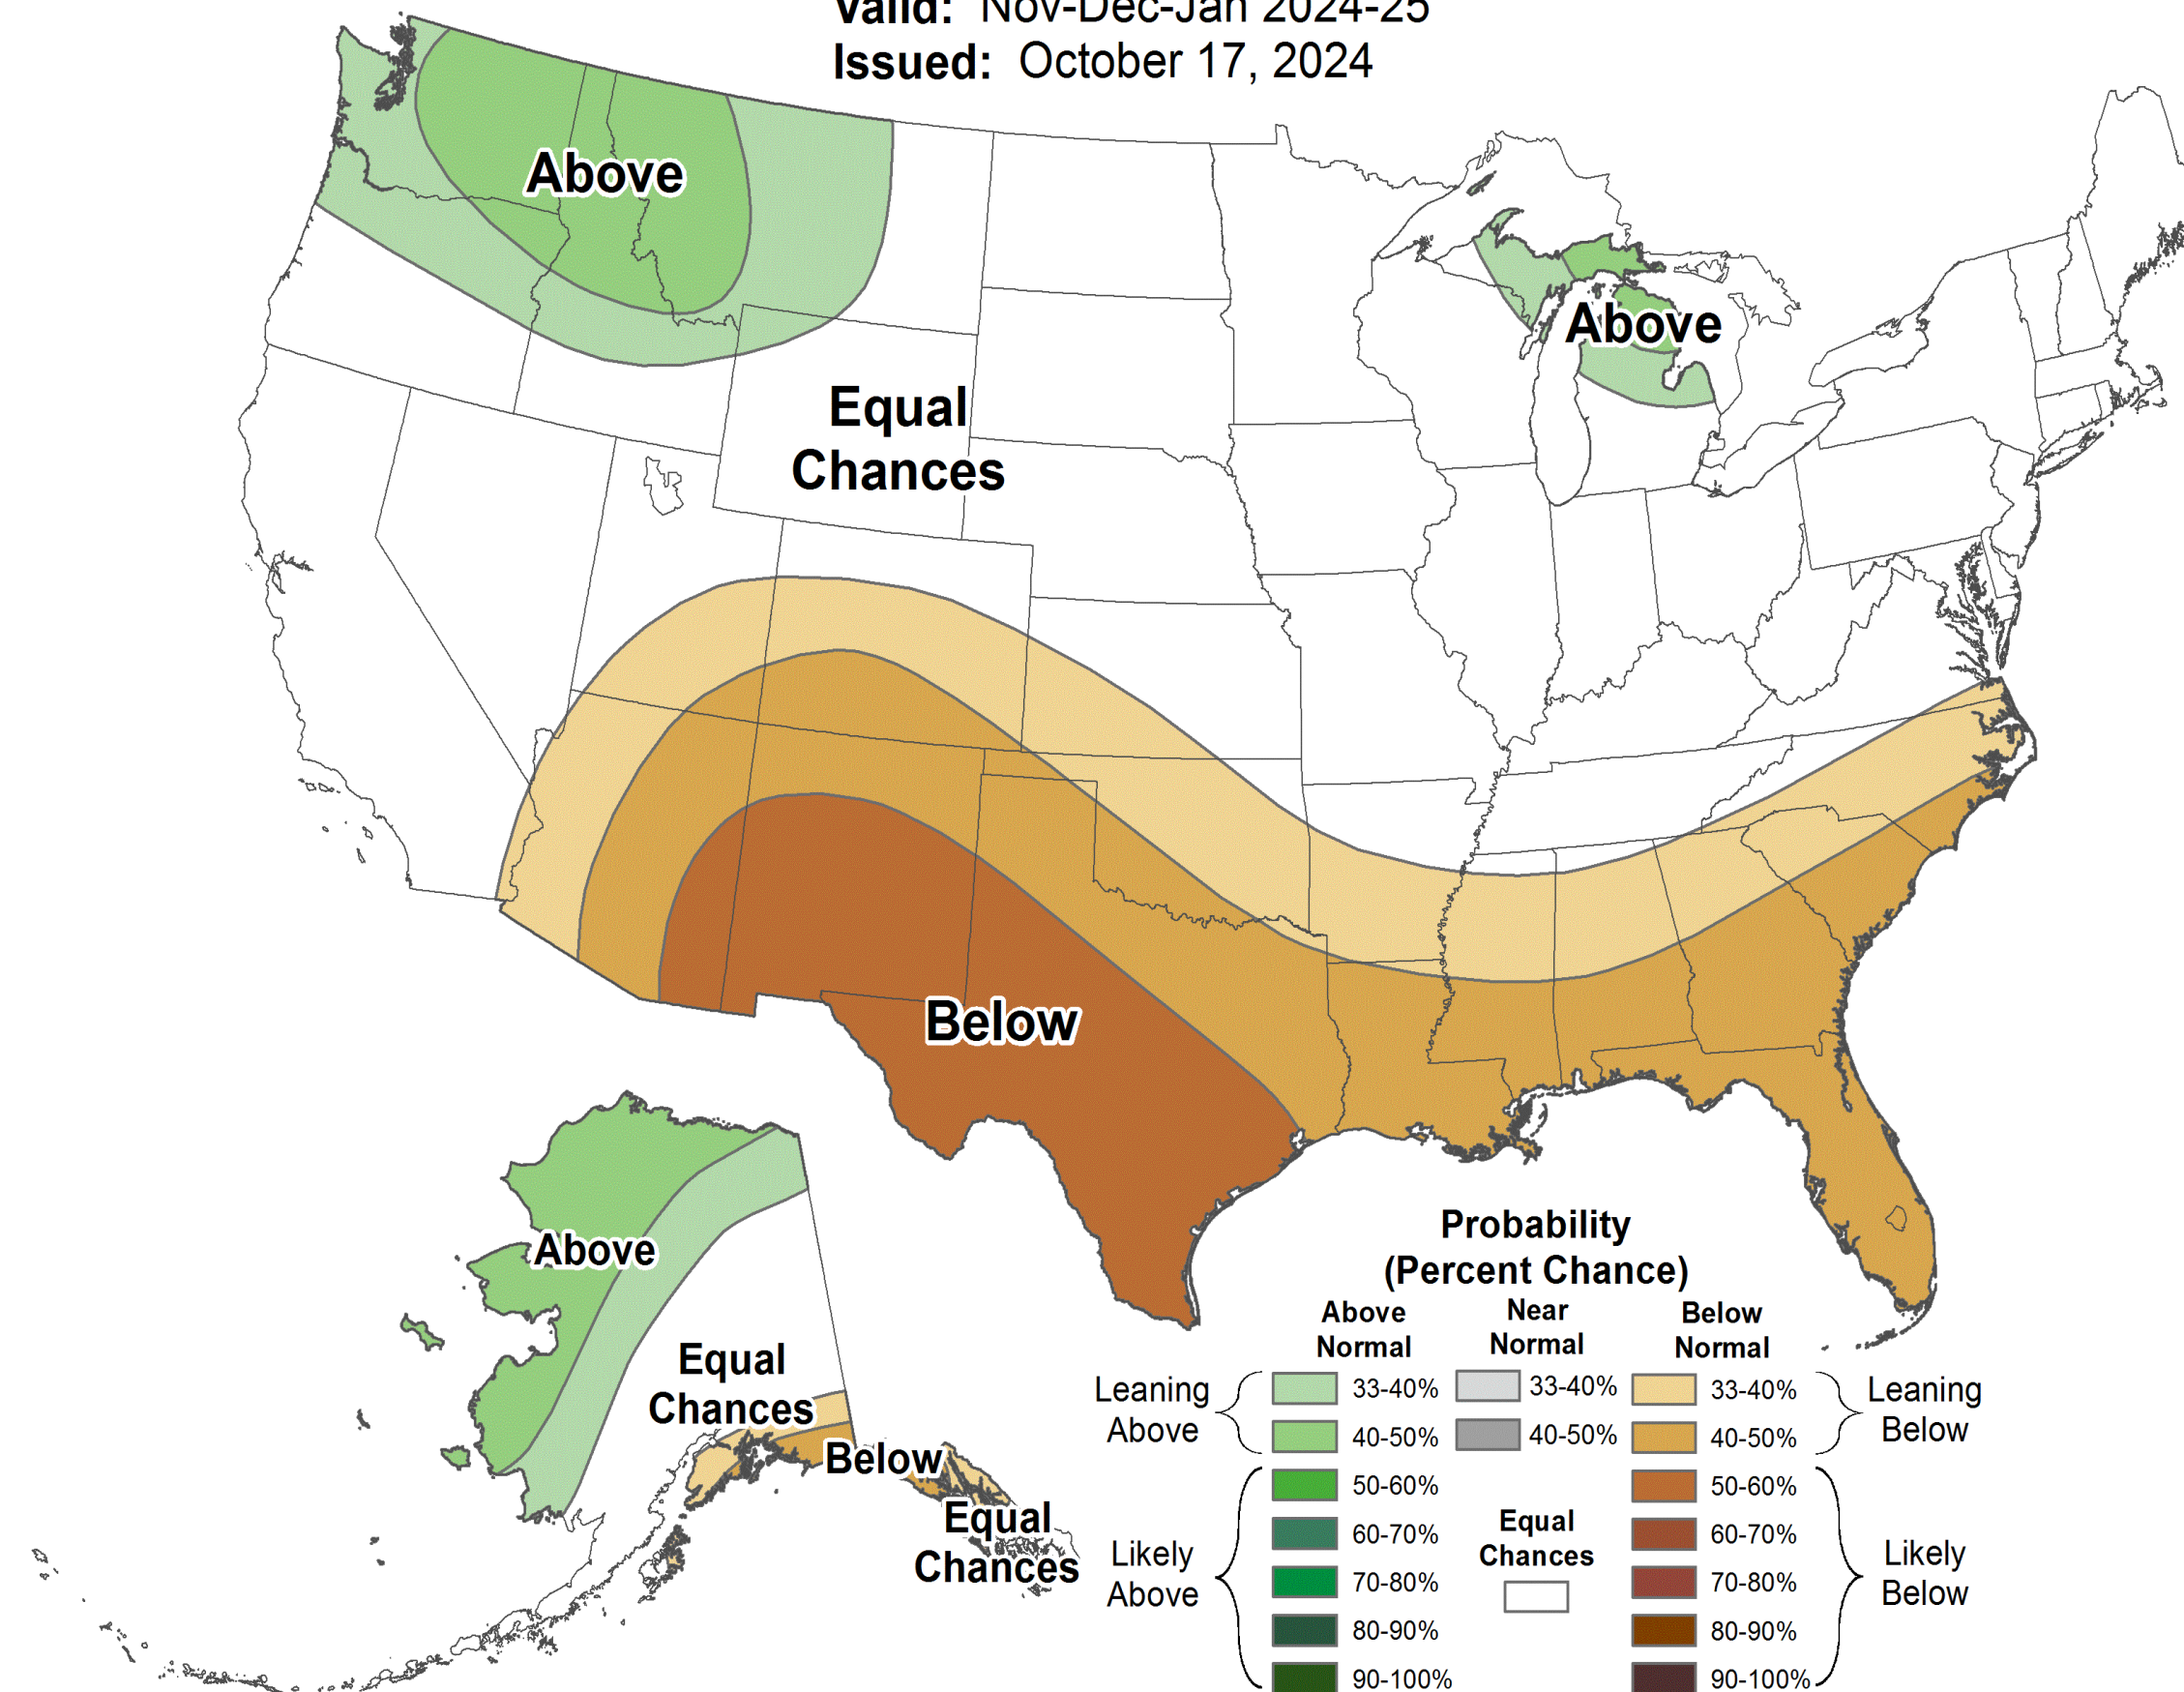 Valid: Nov-Dec-Jan 2024-25
Issued: October 17, 2024
Above
Above
Equal
Chances
Below
Above
Equal
Chances
Below
Equal
Chances
Probability
(Percent Chance)
Above
Normal
Near
Normal
Below
Normal
Leaning
Above
33-40%
40-50%
33-40%
40-50%
33-40%
40-50%
Leaning
Below
Likely
Above
50-60%
60-70%
70-80%
80-90%
90-100%
Equal
Chances
50-60%
60-70%
70-80%
80-90%
90-100%
Likely
Below